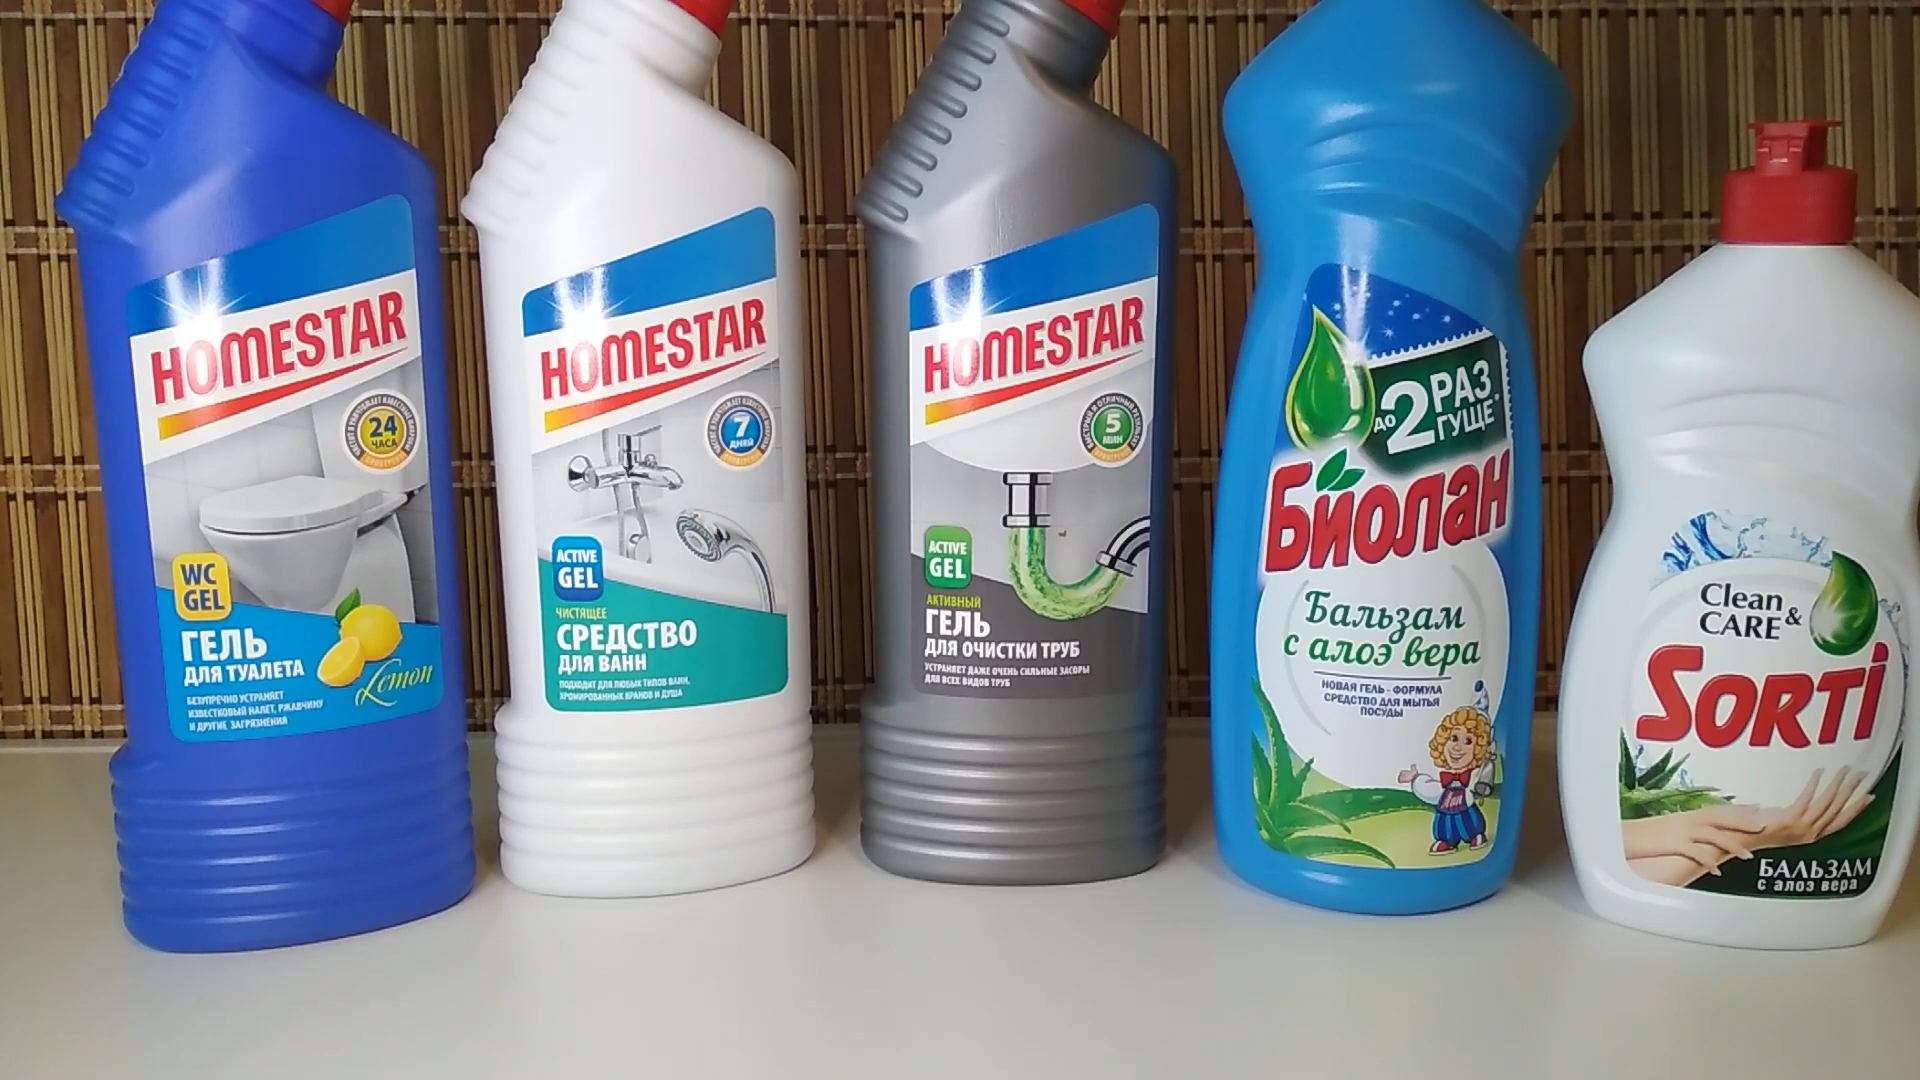 HOMESTAR
24
ЧАСА
WC
GEL
ГЕЛЬ
ДЛЯ ТУАЛЕТА
Lemon
БЕЗУПРЕЧНО УСТРАНЯЕТ
ИЗВЕСТКОВЫЙ НАЛЕТ, РЖАВЧИНУ
И ДРУГИЕ ЗАГРЯЗНЕНИЯ
HOMESTAR
7
ДНЕЙ
ACTIVE
GEL
ЧИСТЯЩЕЕ
СРЕДСТВО
ДЛЯ ВАНН
ПОДХОДИТ ДЛЯ ЛЮБЫХ ТИПОВ ВАНН,
ХРОМИРОВАННЫХ КРАНОВ И ДУША
HOMESTAR
БЫСТРЫЙ И ОТЛИЧНЫЙ РЕЗУЛЬТАТ
5
МИН
ACTIVE
GEL
АКТИВНЫЙ
ГЕЛЬ
ДЛЯ ОЧИСТКИ ТРУБ
УСТРАНЯЕТ ДАЖЕ ОЧЕНЬ СИЛЬНЫЕ ЗАСОРЫ
ДЛЯ ВСЕХ ВИДОВ ТРУБ
ДО 2 РАЗ
ГУЩЕ*
Биолан
Бальзам
с алоэ вера
НОВАЯ ГЕЛЬ - ФОРМУЛА
СРЕДСТВО ДЛЯ МЫТЬЯ
ПОСУДЫ
Clean &
CARE
SORTi
БАЛЬЗАМ
с алоэ вера